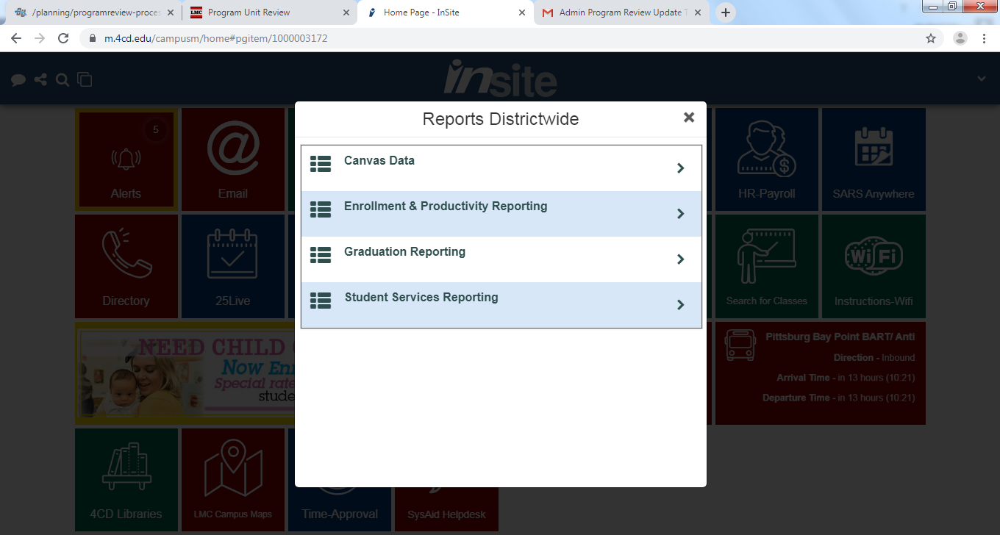 /planning/programreview-proces
LMC Program Unit Review
Home Page - InSite
Admin Program Review Update T
m.4cd.edu/campusm/home#pgitem/1000003172
insite
Reports Districtwide
Canvas Data
Enrollment & Productivity Reporting
Graduation Reporting
Student Services Reporting
5
Alerts
@
Email
HR-Payroll
SARS Anywhere
Directory
25Live
Search for Classes
WiFi
Instructions-Wifi
NEED CHILD
Now En
Special rate
stude
Pittsburg Bay Point BART/ Anti
Direction - Inbound
Arrival Time - in 13 hours (10:21)
Departure Time - in 13 hours (10:21)
4CD Libraries
LMC Campus Maps
Time-Approval
SysAid Helpdesk